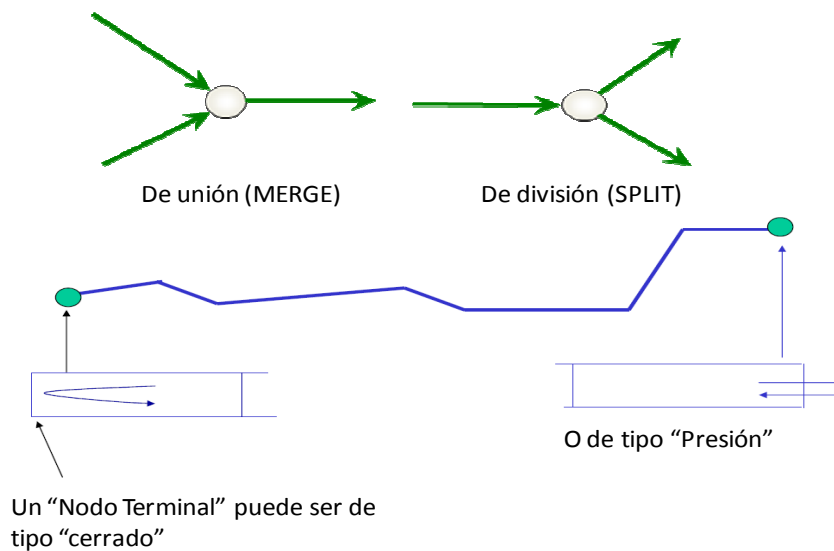 De unión (MERGE)
De división (SPLIT)
O de tipo “Presión”
Un “Nodo Terminal” puede ser de
tipo “cerrado”